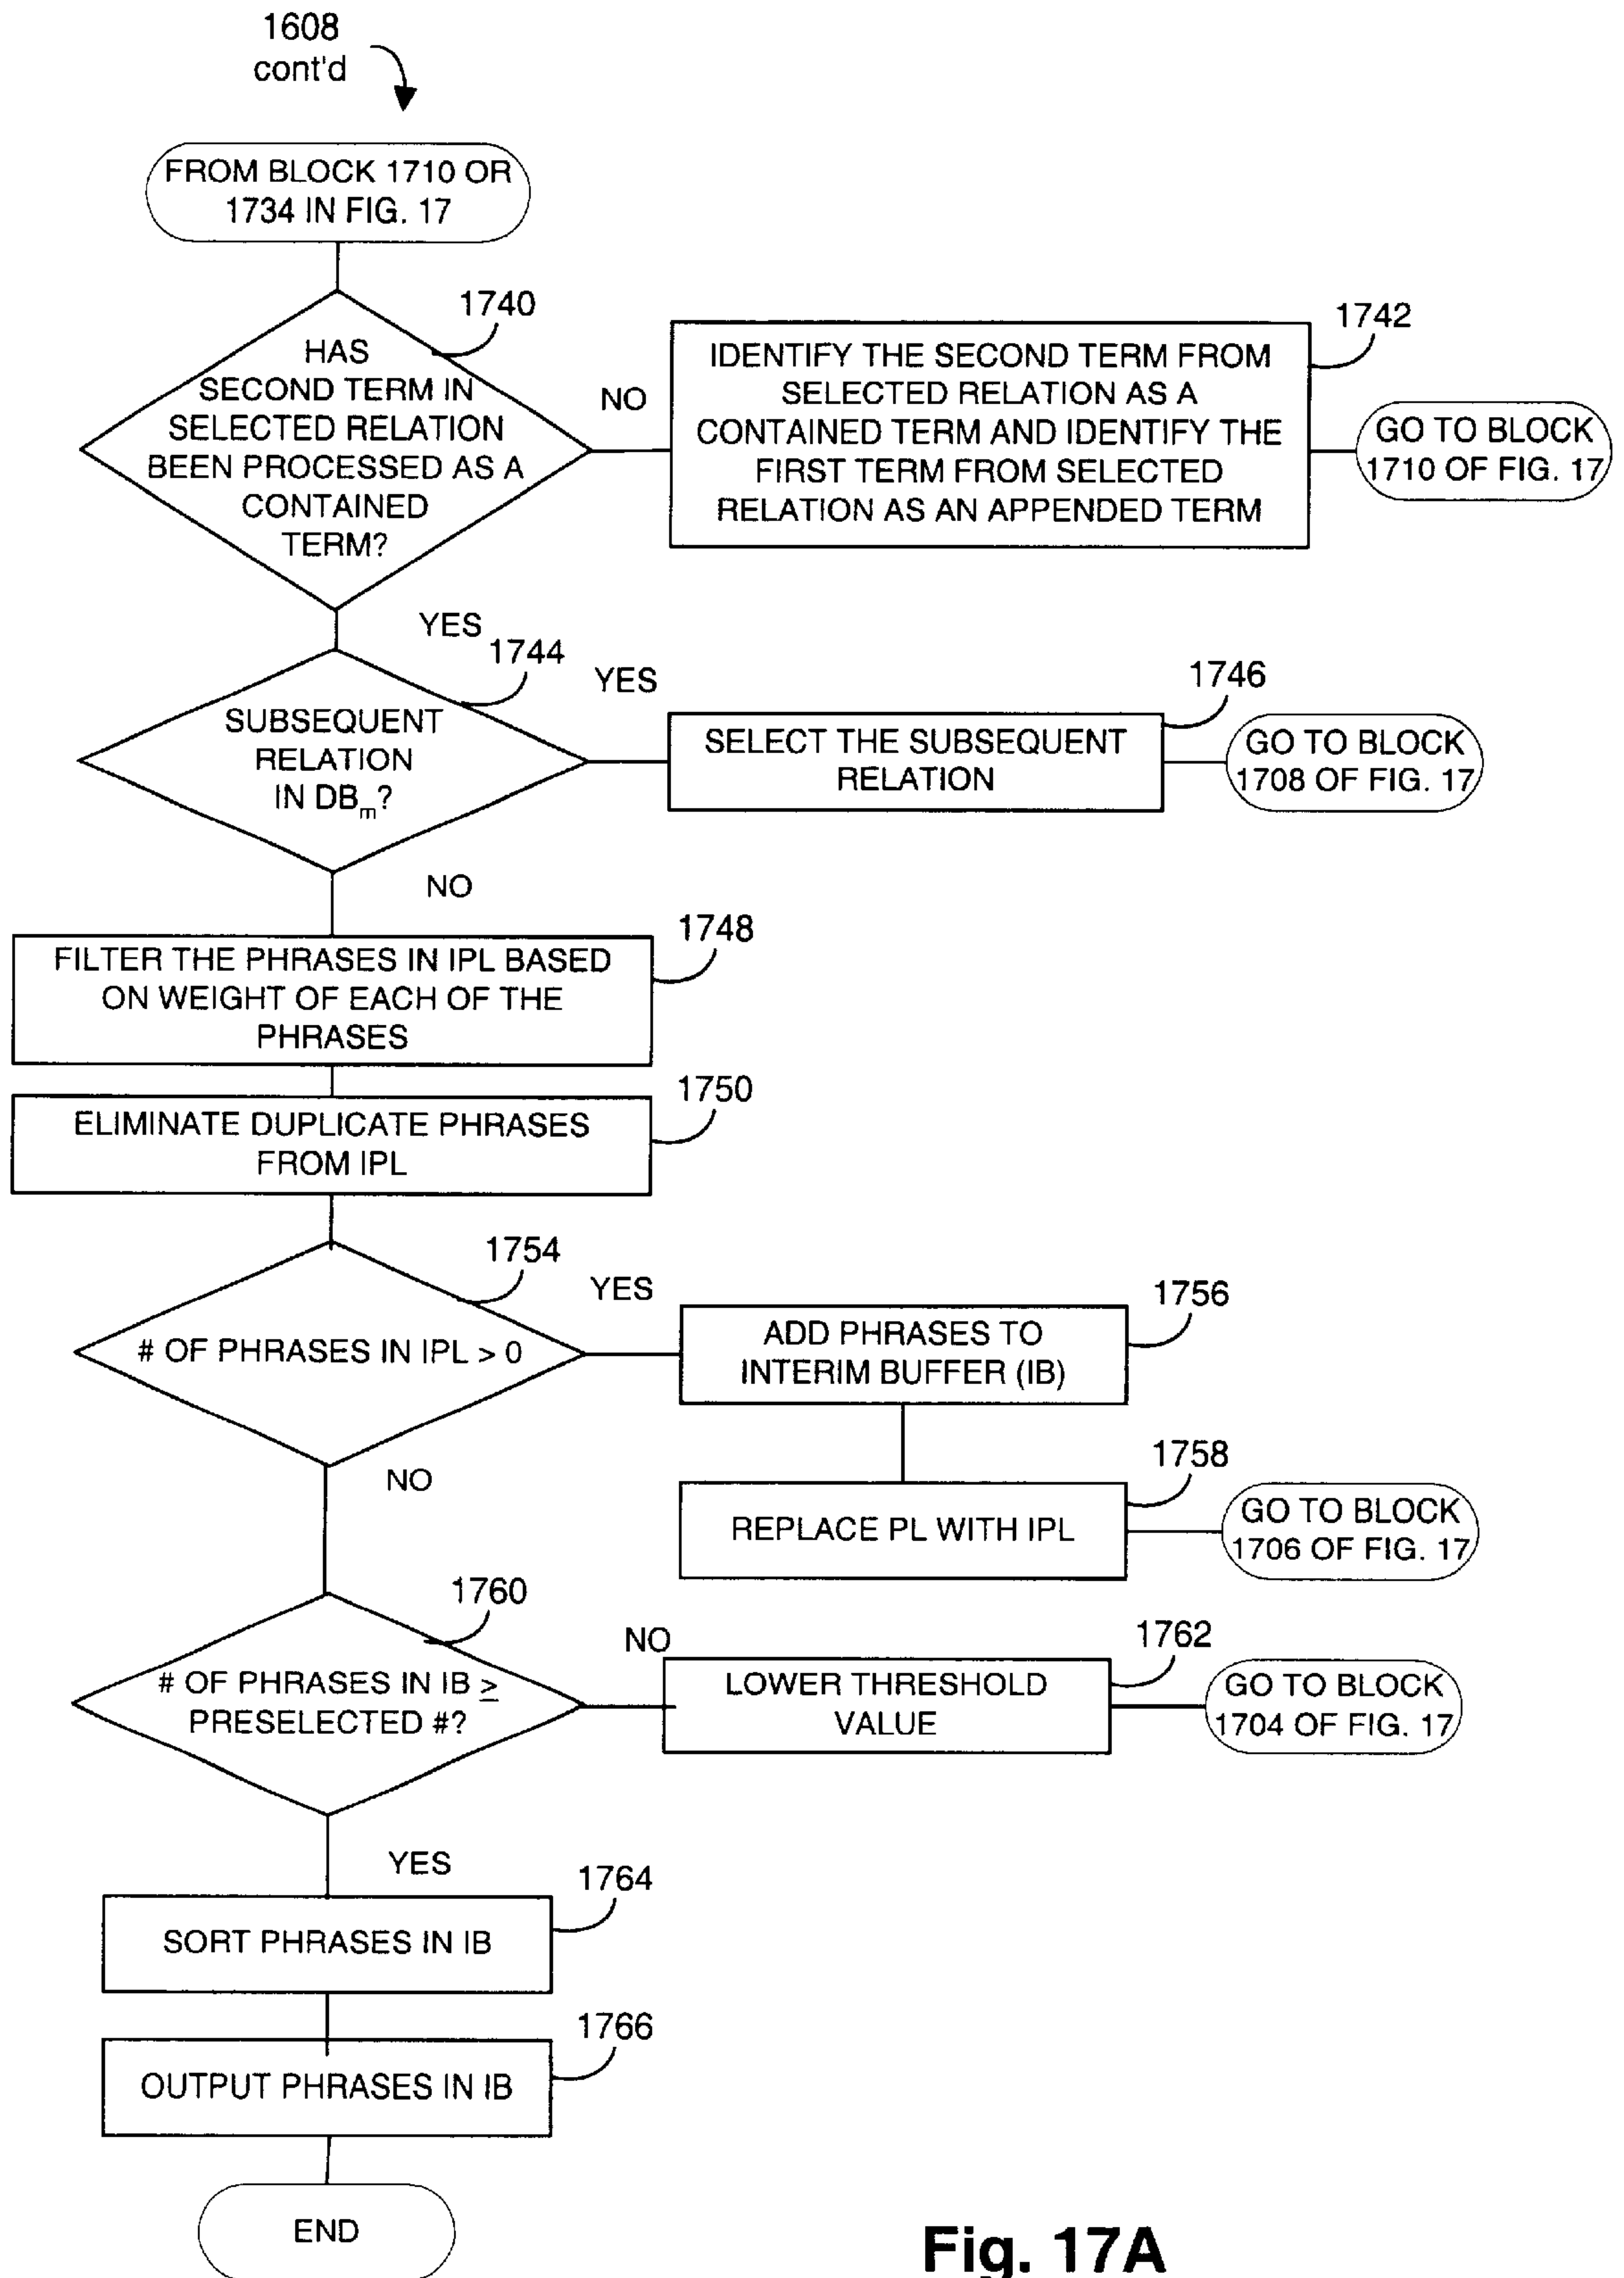 1608
cont'd
FROM BLOCK 1710 OR
1734 IN FIG. 17
1740
HAS
SECOND TERM IN
SELECTED RELATION
BEEN PROCESSED AS A
CONTAINED
TERM?
NO
1742
IDENTIFY THE SECOND TERM FROM
SELECTED RELATION AS A
CONTAINED TERM AND IDENTIFY THE
FIRST TERM FROM SELECTED
RELATION AS AN APPENDED TERM
GO TO BLOCK
1710 OF FIG. 17
YES
1744
SUBSEQUENT
RELATION
IN DBm?
YES
1746
SELECT THE SUBSEQUENT
RELATION
GO TO BLOCK
1708 OF FIG. 17
NO
1748
FILTER THE PHRASES IN IPL BASED
ON WEIGHT OF EACH OF THE
PHRASES
1750
ELIMINATE DUPLICATE PHRASES
FROM IPL
1754
# OF PHRASES IN IPL > 0
YES
1756
ADD PHRASES TO
INTERIM BUFFER (IB)
1758
REPLACE PL WITH IPL
GO TO BLOCK
1706 OF FIG. 17
NO
1760
# OF PHRASES IN IB ≥
PRESELECTED #?
NO
1762
LOWER THRESHOLD
VALUE
GO TO BLOCK
1704 OF FIG. 17
YES
1764
SORT PHRASES IN IB
1766
OUTPUT PHRASES IN IB
END
Fig. 17A